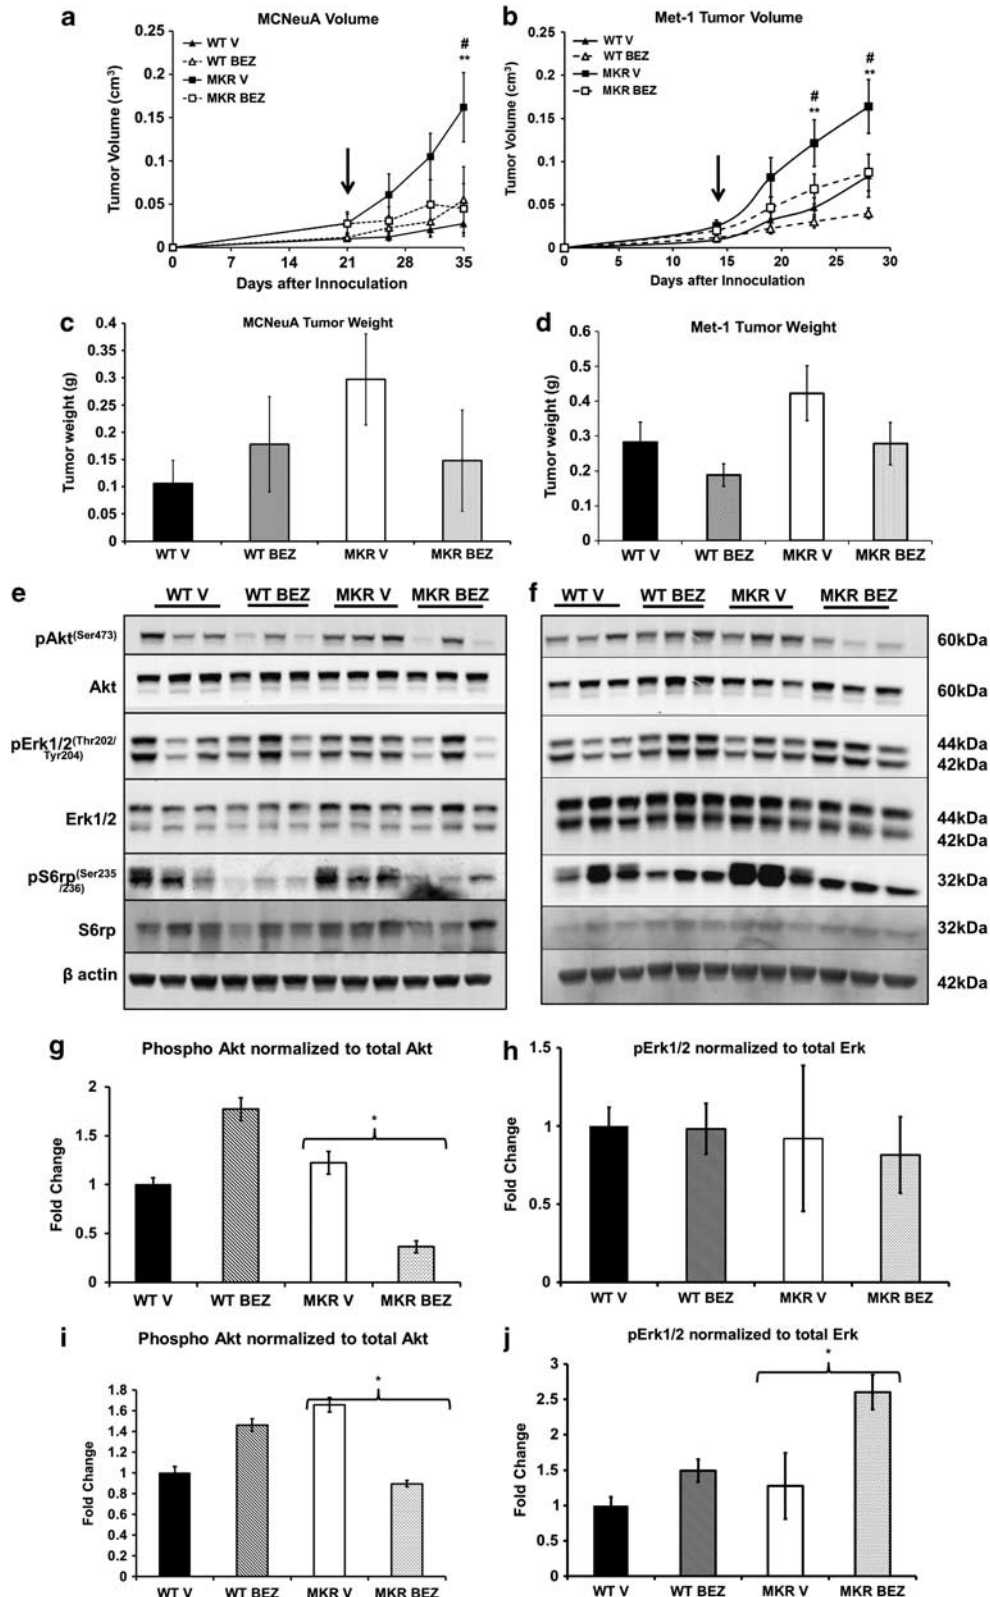 a
MCNeuA Volume
Tumor Volume (cm³)
0.25
0.2
0.15
0.1
0.05
0
WT V
WT BEZ
MKR V
MKR BEZ
#
**
0 7 14 21 28 35
Days after Innoculation
b
Met-1 Tumor Volume
Tumor Volume (cm³)
0.25
0.2
0.15
0.1
0.05
0
WT V
WT BEZ
MKR V
MKR BEZ
#
**
#
**
0 5 10 15 20 25 30
Days after Innoculation
c
MCNeuA Tumor Weight
Tumor weight (g)
0.4
0.35
0.3
0.25
0.2
0.15
0.1
0.05
0
WT V WT BEZ MKR V MKR BEZ
d
Met-1 Tumor Weight
Tumor weight (g)
0.6
0.5
0.4
0.3
0.2
0.1
0
WT V WT BEZ MKR V MKR BEZ
e
WT V WT BEZ MKR V MKR BEZ
pAkt(Ser473)
Akt
pErk1/2(Thr202/
Tyr204)
Erk1/2
pS6rp(Ser235
/236)
S6rp
β actin
f
WT V WT BEZ MKR V MKR BEZ
60kDa
60kDa
44kDa
42kDa
44kDa
42kDa
32kDa
32kDa
42kDa
g
Phospho Akt normalized to total Akt
Fold Change
2
1.5
1
0.5
0
*
WT V WT BEZ MKR V MKR BEZ
h
pErk1/2 normalized to total Erk
Fold Change
1.5
1
0.5
0
WT V WT BEZ MKR V MKR BEZ
i
Phospho Akt normalized to total Akt
Fold Change
1.8
1.6
1.4
1.2
1
0.8
0.6
0.4
0.2
0
*
WT V WT BEZ MKR V MKR BEZ
j
pErk1/2 normalized to total Erk
Fold Change
3
2.5
2
1.5
1
0.5
0
*
WT V WT BEZ MKR V MKR BEZ